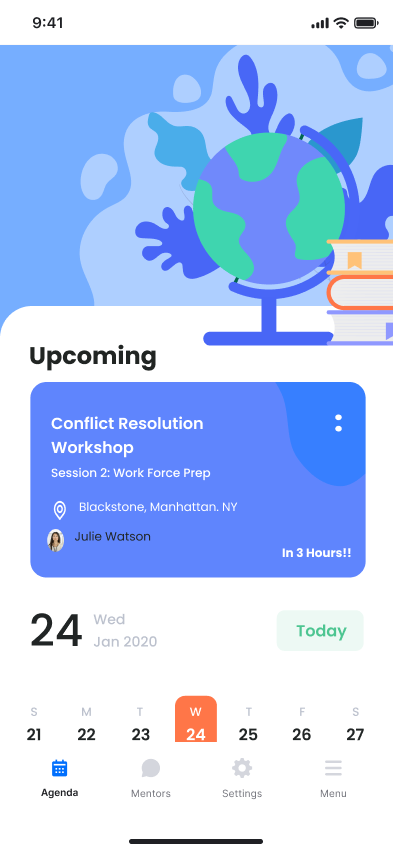 9:41
Upcoming
Conflict Resolution
Workshop
Session 2: Work Force Prep
Blackstone, Manhattan. NY
Julie Watson
In 3 Hours!!
24
Wed
Jan 2020
Today
S M T W T F S
21 22 23 24 25 26 27
Agenda Mentors Settings Menu